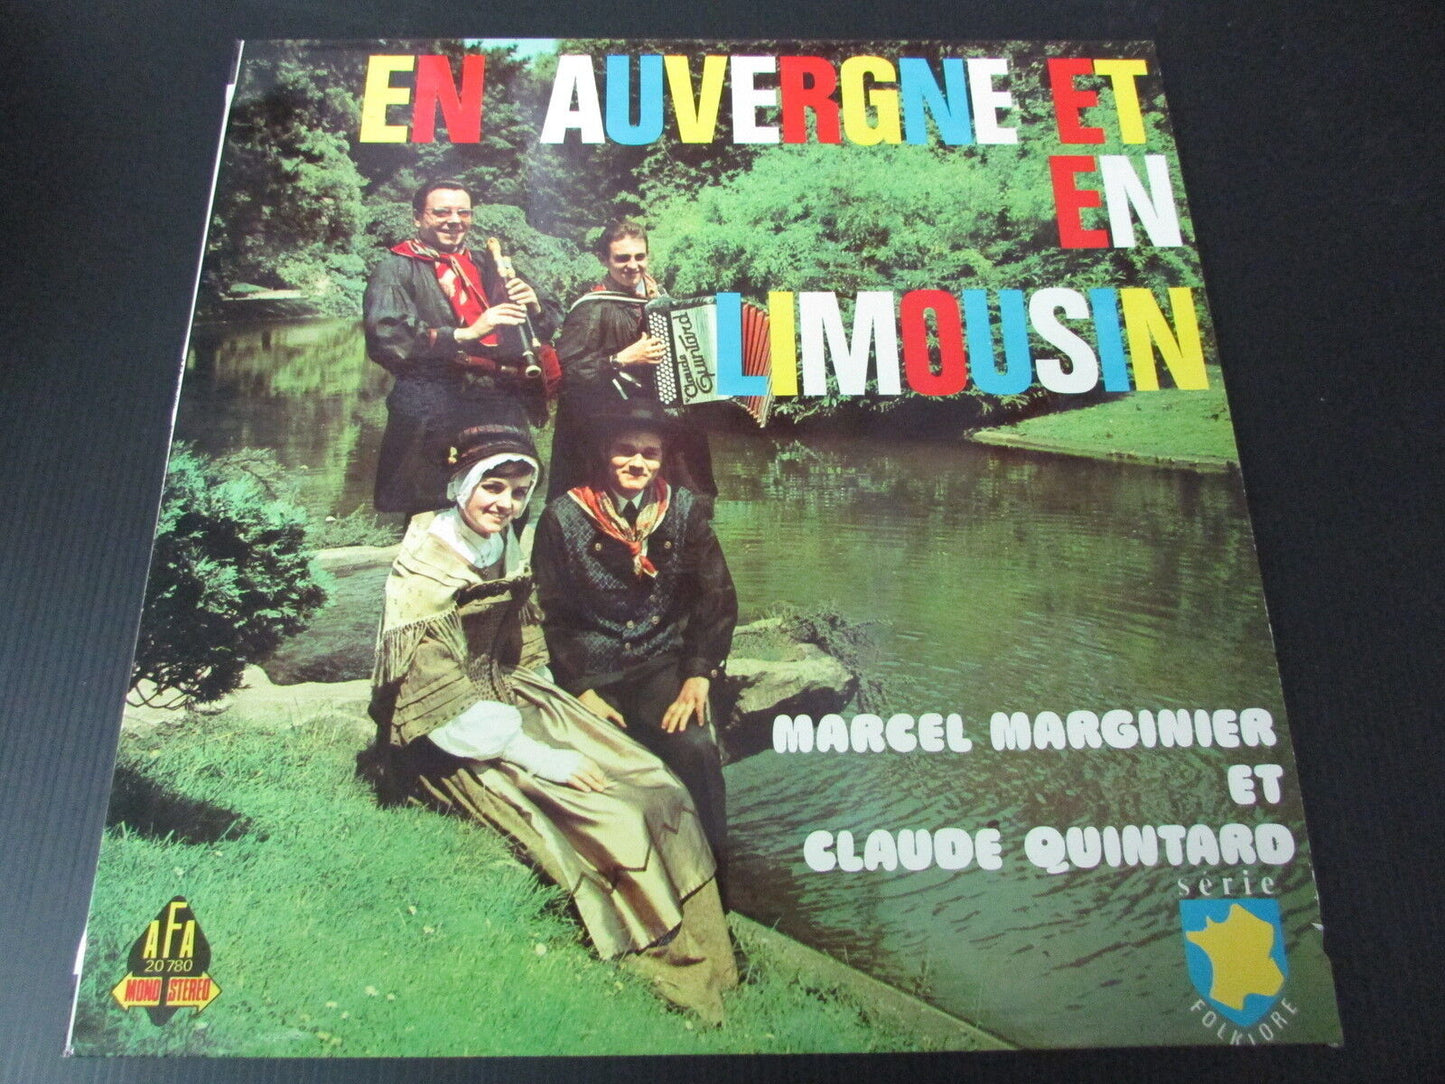 EN AUVERGNE ET
EN
LIMOUSIN
Claude
Quintard
MARCEL MARGINIER
ET
CLAUDE QUINTARD
série
FOLKLORE
AFA
20780
MONO STEREO